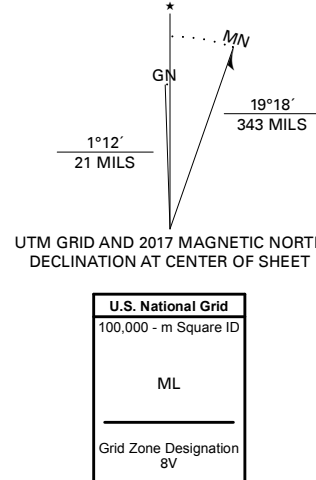 ★
MN
GN
19°18´
343 MILS
1°12´
21 MILS
UTM GRID AND 2017 MAGNETIC NORTH
DECLINATION AT CENTER OF SHEET
U.S. National Grid
100,000 - m Square ID
ML
Grid Zone Designation
8V